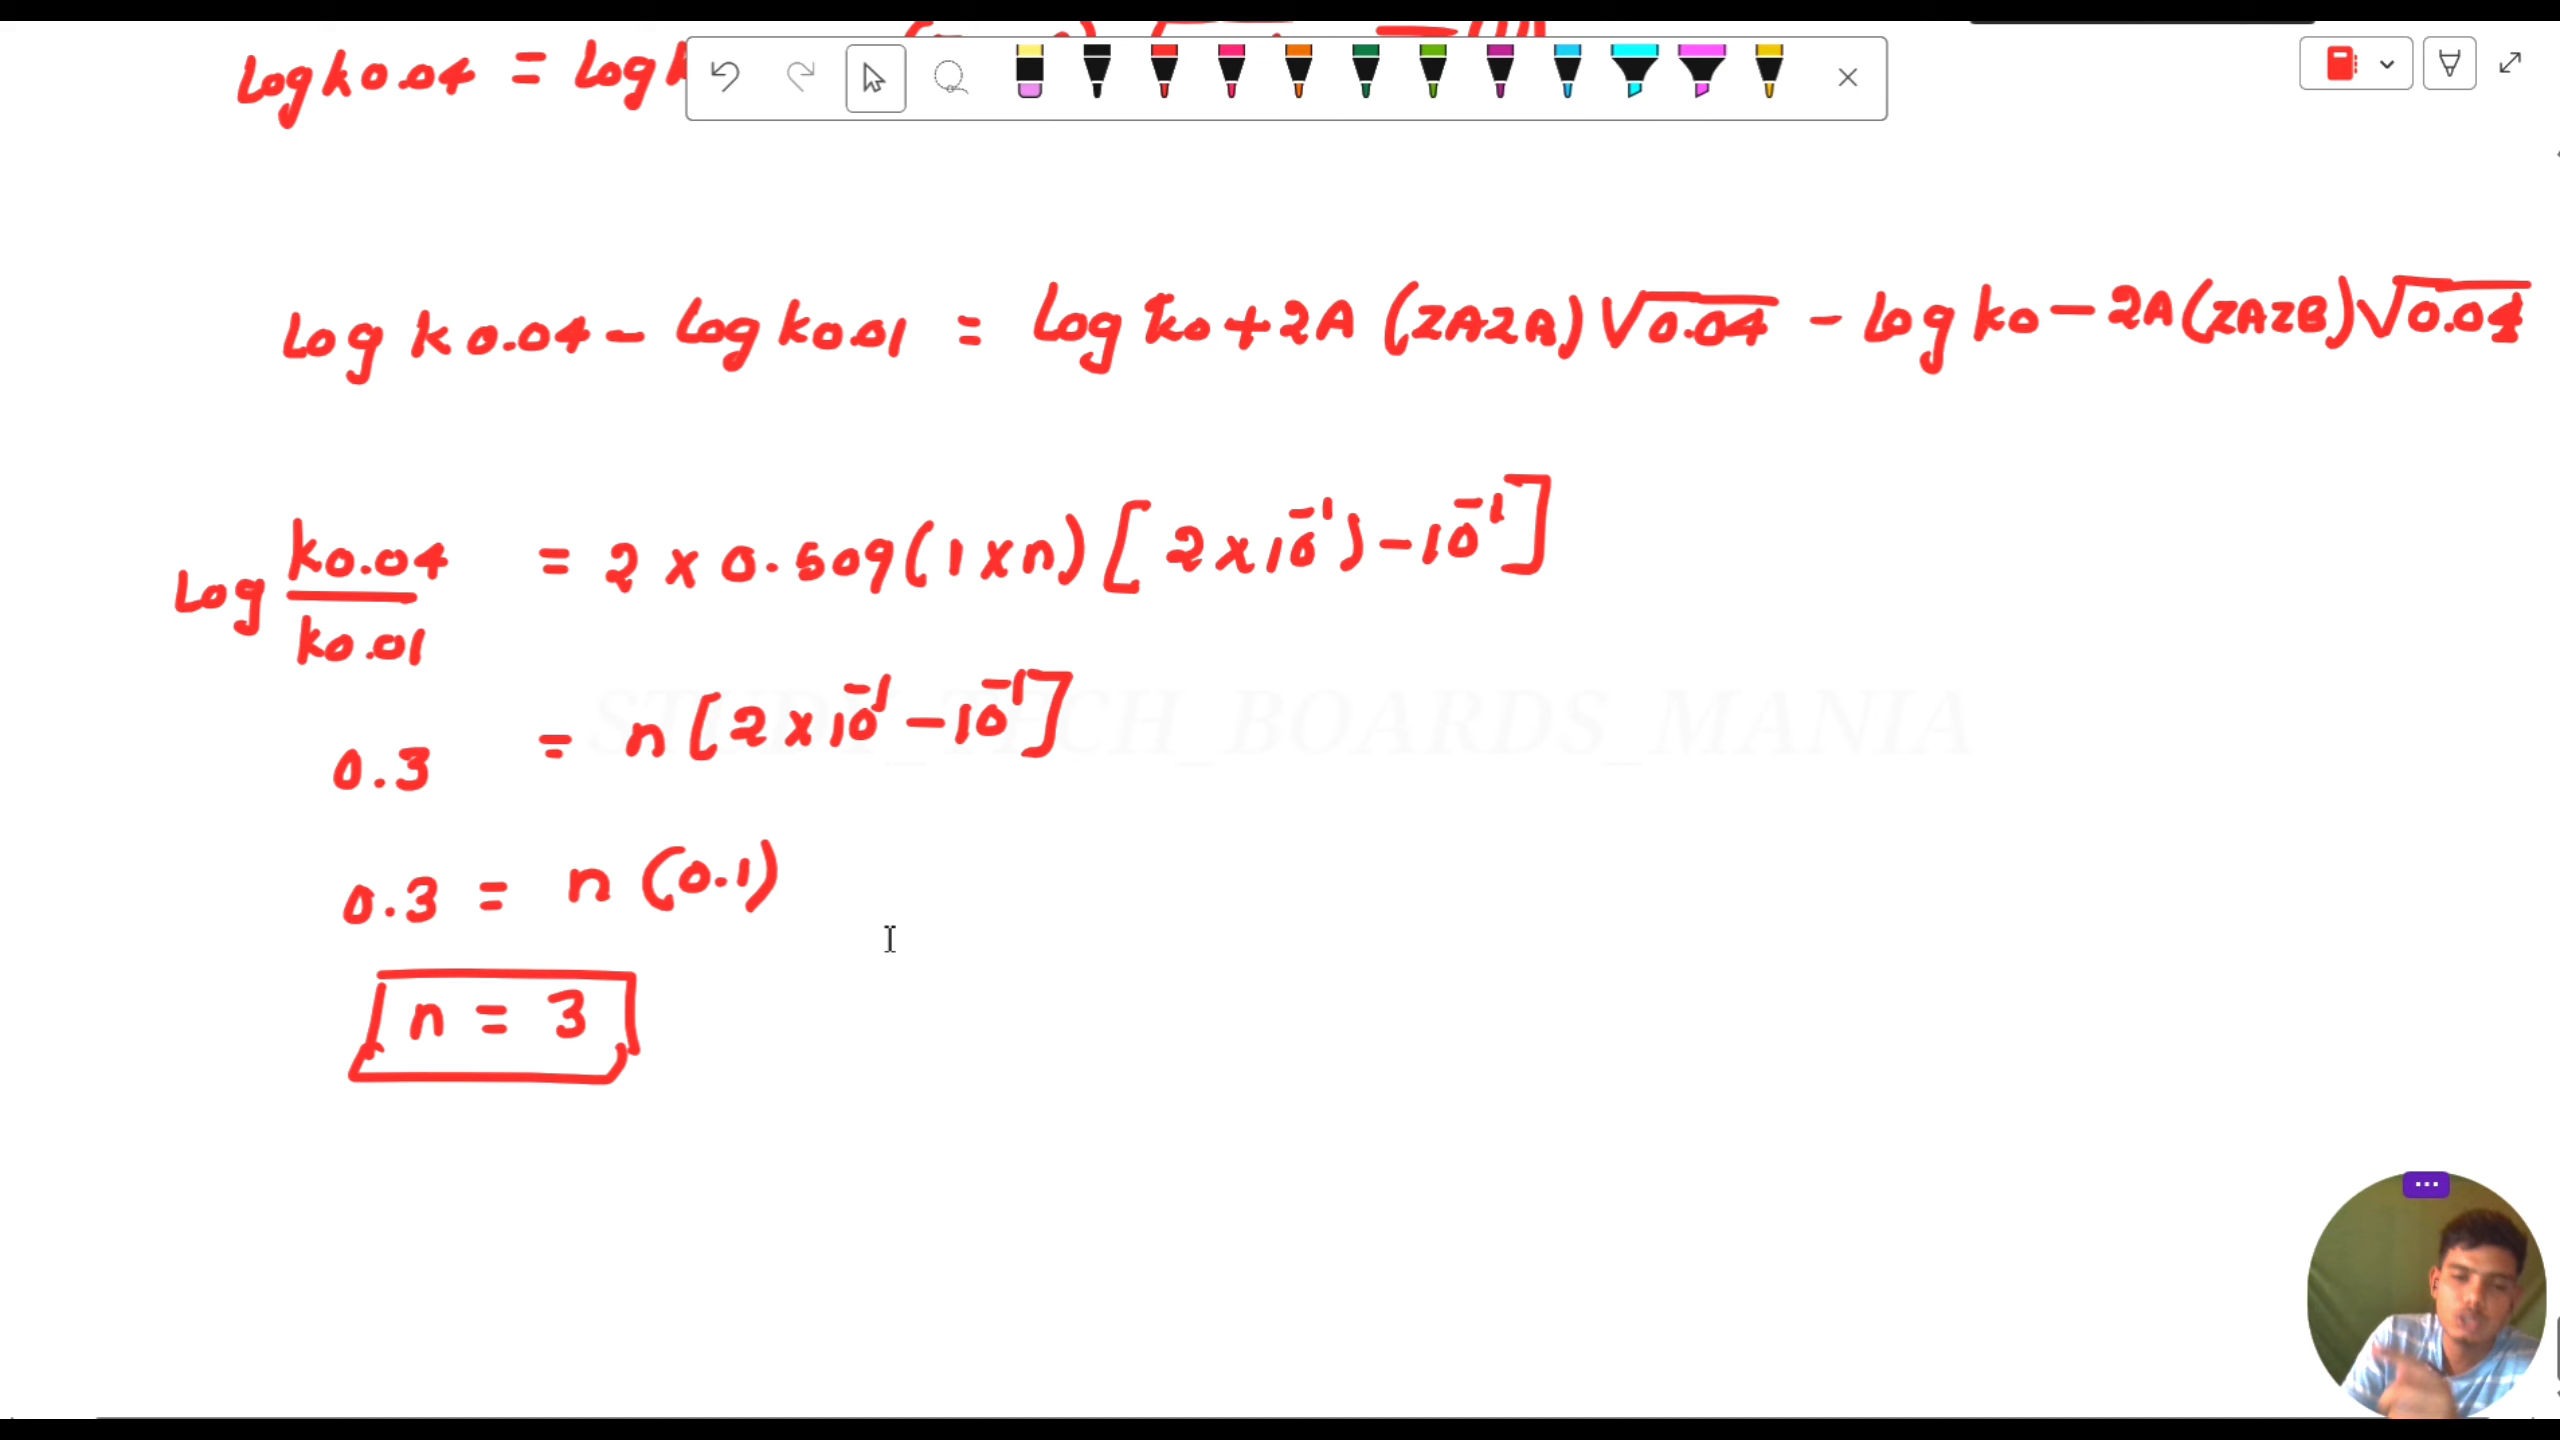 log k0.04 = log k
log k0.04 - log k0.01 = log k0 + 2A (ZAZB) √0.04 - log k0 - 2A (ZAZB) √0.04
log k0.04 / k0.01 = 2 x 0.509 (1 x n) [ 2 x 10⁻¹ ) - 10⁻¹ ]
0.3 = n [ 2 x 10⁻¹ - 10⁻¹ ]
STUDY_TECH_BOARDS_MANIA
0.3 = n (0.1)
n = 3